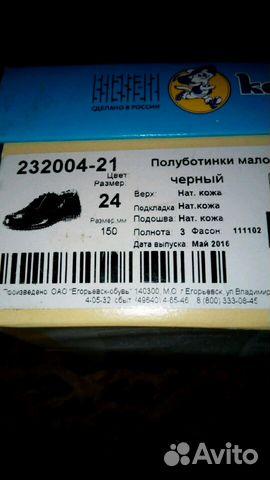 СДЕЛАНО В РОССИИ
232004-21
Полуботинки мало
Цвет: черный
Размер: 24
Размер,мм 150
Верх: Нат. кожа
Подкладка Нат.кожа
Подошва: Нат. кожа
Полнота 3 Фасон: 111102
Дата выпуска Май 2016
Произведено ОАО "Егорьевск-обувь" 140300, М.О. г.Егорьевск, ул.Владимир
4-05-32, сбыт (49640) 4-65-46 8 (800) 333-08-45
Avito